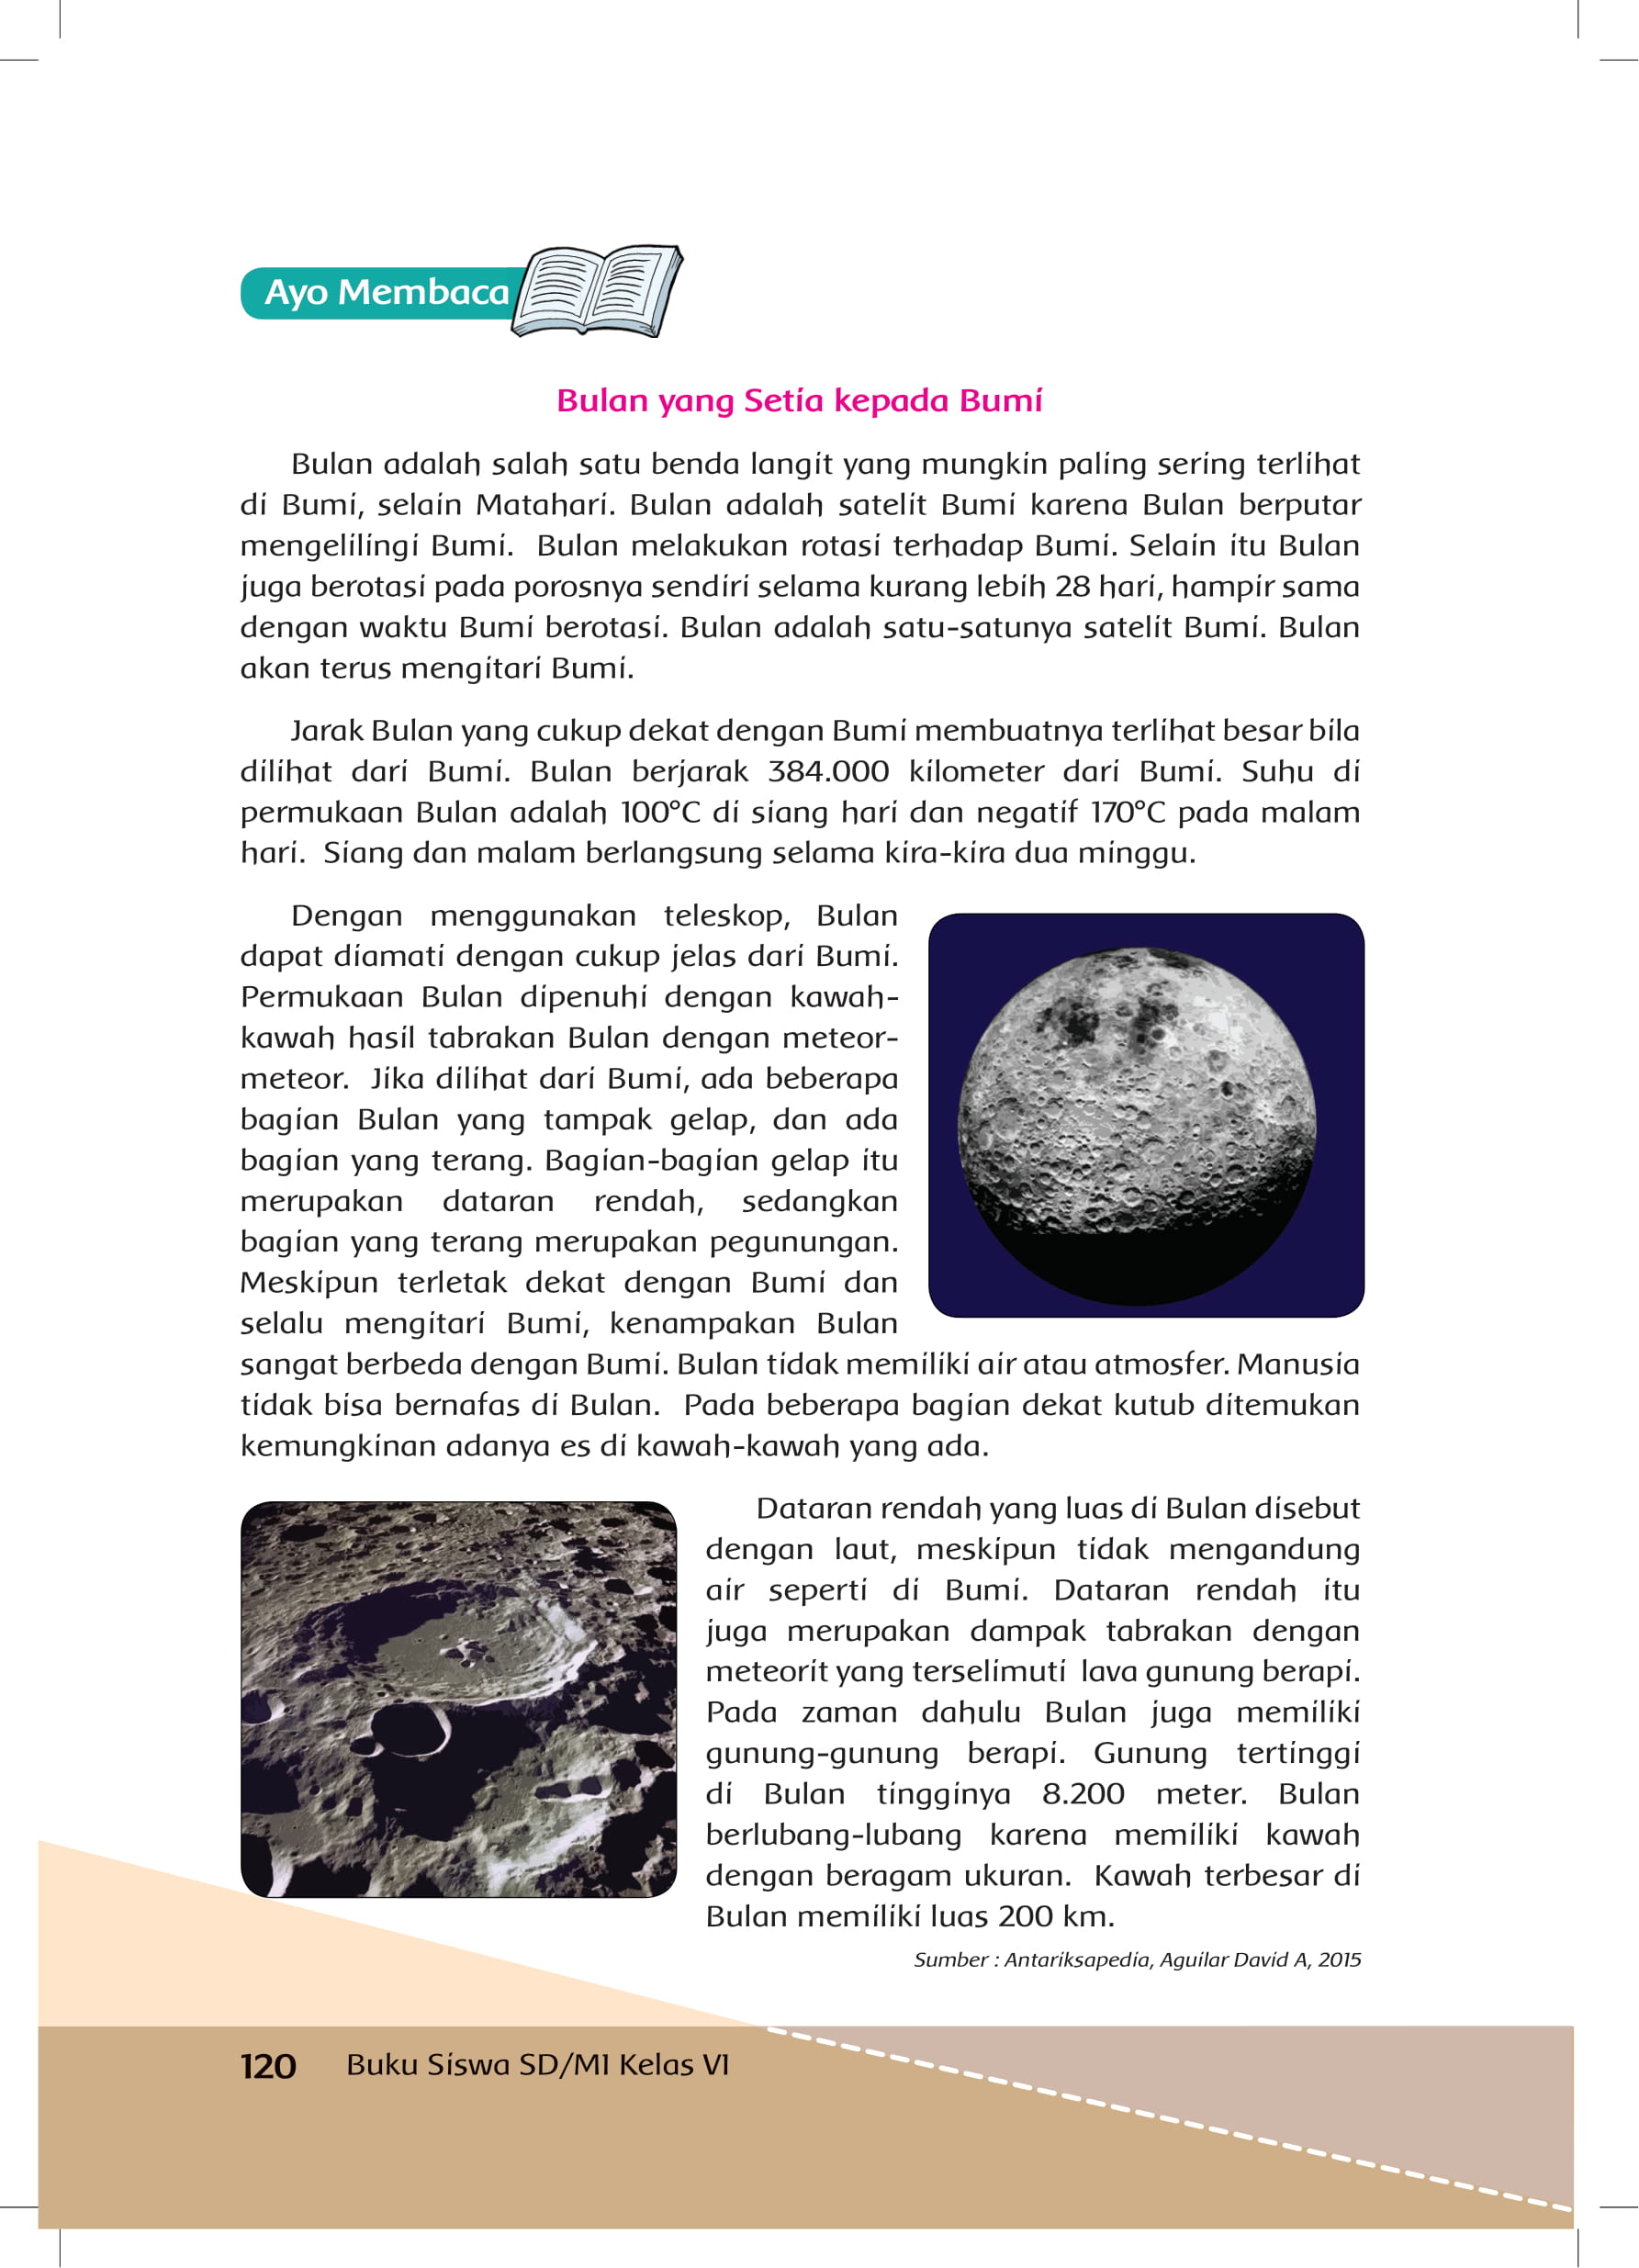 Ayo Membaca
Bulan yang Setia kepada Bumi
Bulan adalah salah satu benda langit yang mungkin paling sering terlihat
di Bumi, selain Matahari. Bulan adalah satelit Bumi karena Bulan berputar
mengelilingi Bumi. Bulan melakukan rotasi terhadap Bumi. Selain itu Bulan
juga berotasi pada porosnya sendiri selama kurang lebih 28 hari, hampir sama
dengan waktu Bumi berotasi. Bulan adalah satu-satunya satelit Bumi. Bulan
akan terus mengitari Bumi.
Jarak Bulan yang cukup dekat dengan Bumi membuatnya terlihat besar bila
dilihat dari Bumi. Bulan berjarak 384.000 kilometer dari Bumi. Suhu di
permukaan Bulan adalah 100°C di siang hari dan negatif 170°C pada malam
hari. Siang dan malam berlangsung selama kira-kira dua minggu.
Dengan menggunakan teleskop, Bulan
dapat diamati dengan cukup jelas dari Bumi.
Permukaan Bulan dipenuhi dengan kawah-
kawah hasil tabrakan Bulan dengan meteor-
meteor. Jika dilihat dari Bumi, ada beberapa
bagian Bulan yang tampak gelap, dan ada
bagian yang terang. Bagian-bagian gelap itu
merupakan dataran rendah, sedangkan
bagian yang terang merupakan pegunungan.
Meskipun terletak dekat dengan Bumi dan
selalu mengitari Bumi, kenampakan Bulan
sangat berbeda dengan Bumi. Bulan tidak memiliki air atau atmosfer. Manusia
tidak bisa bernafas di Bulan. Pada beberapa bagian dekat kutub ditemukan
kemungkinan adanya es di kawah-kawah yang ada.
Dataran rendah yang luas di Bulan disebut
dengan laut, meskipun tidak mengandung
air seperti di Bumi. Dataran rendah itu
juga merupakan dampak tabrakan dengan
meteorit yang terselimuti lava gunung berapi.
Pada zaman dahulu Bulan juga memiliki
gunung-gunung berapi. Gunung tertinggi
di Bulan tingginya 8.200 meter. Bulan
berlubang-lubang karena memiliki kawah
dengan beragam ukuran. Kawah terbesar di
Bulan memiliki luas 200 km.
Sumber : Antariksapedia, Aguilar David A, 2015
120 Buku Siswa SD/MI Kelas VI